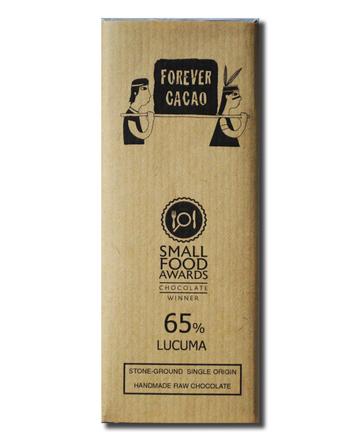 FOREVER
CACAO
SMALL
FOOD
AWARDS
CHOCOLATE
WINNER
65%
LUCUMA
STONE-GROUND SINGLE ORIGIN
HANDMADE RAW CHOCOLATE